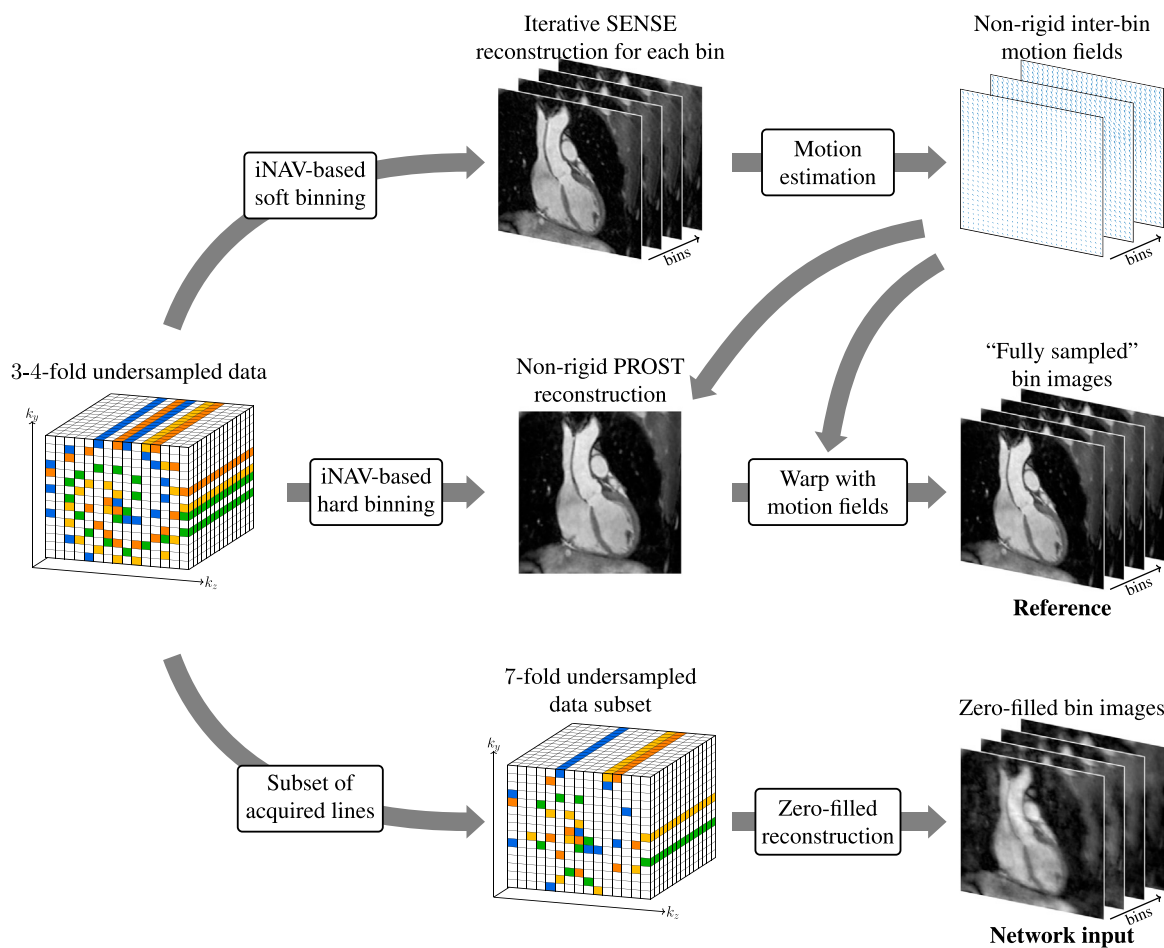 Iterative SENSE
reconstruction for each bin
Non-rigid inter-bin
motion fields
iNAV-based
soft binning
Motion
estimation
bins
bins
3-4-fold undersampled data
k_y
k_z
iNAV-based
hard binning
Non-rigid PROST
reconstruction
Warp with
motion fields
“Fully sampled”
bin images
bins
Reference
Subset of
acquired lines
7-fold undersampled
data subset
k_y
k_z
Zero-filled
reconstruction
Zero-filled bin images
bins
Network input